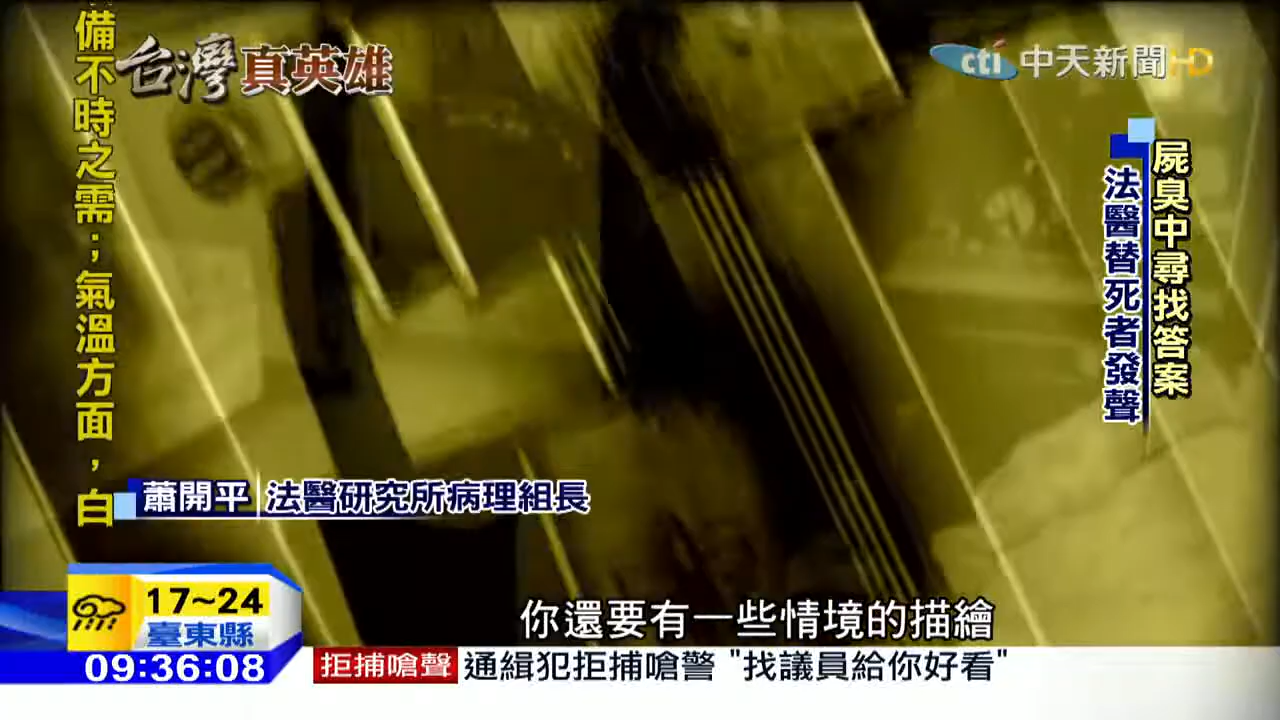 備不時之需；氣溫方面，白
台灣真英雄
cti 中天新聞HD
屍臭中尋找答案
法醫替死者發聲
蕭開平 法醫研究所病理組長
你還要有一些情境的描繪
17~24
臺東縣
09:36:08
拒捕嗆聲 通緝犯拒捕嗆警 "找議員給你好看"